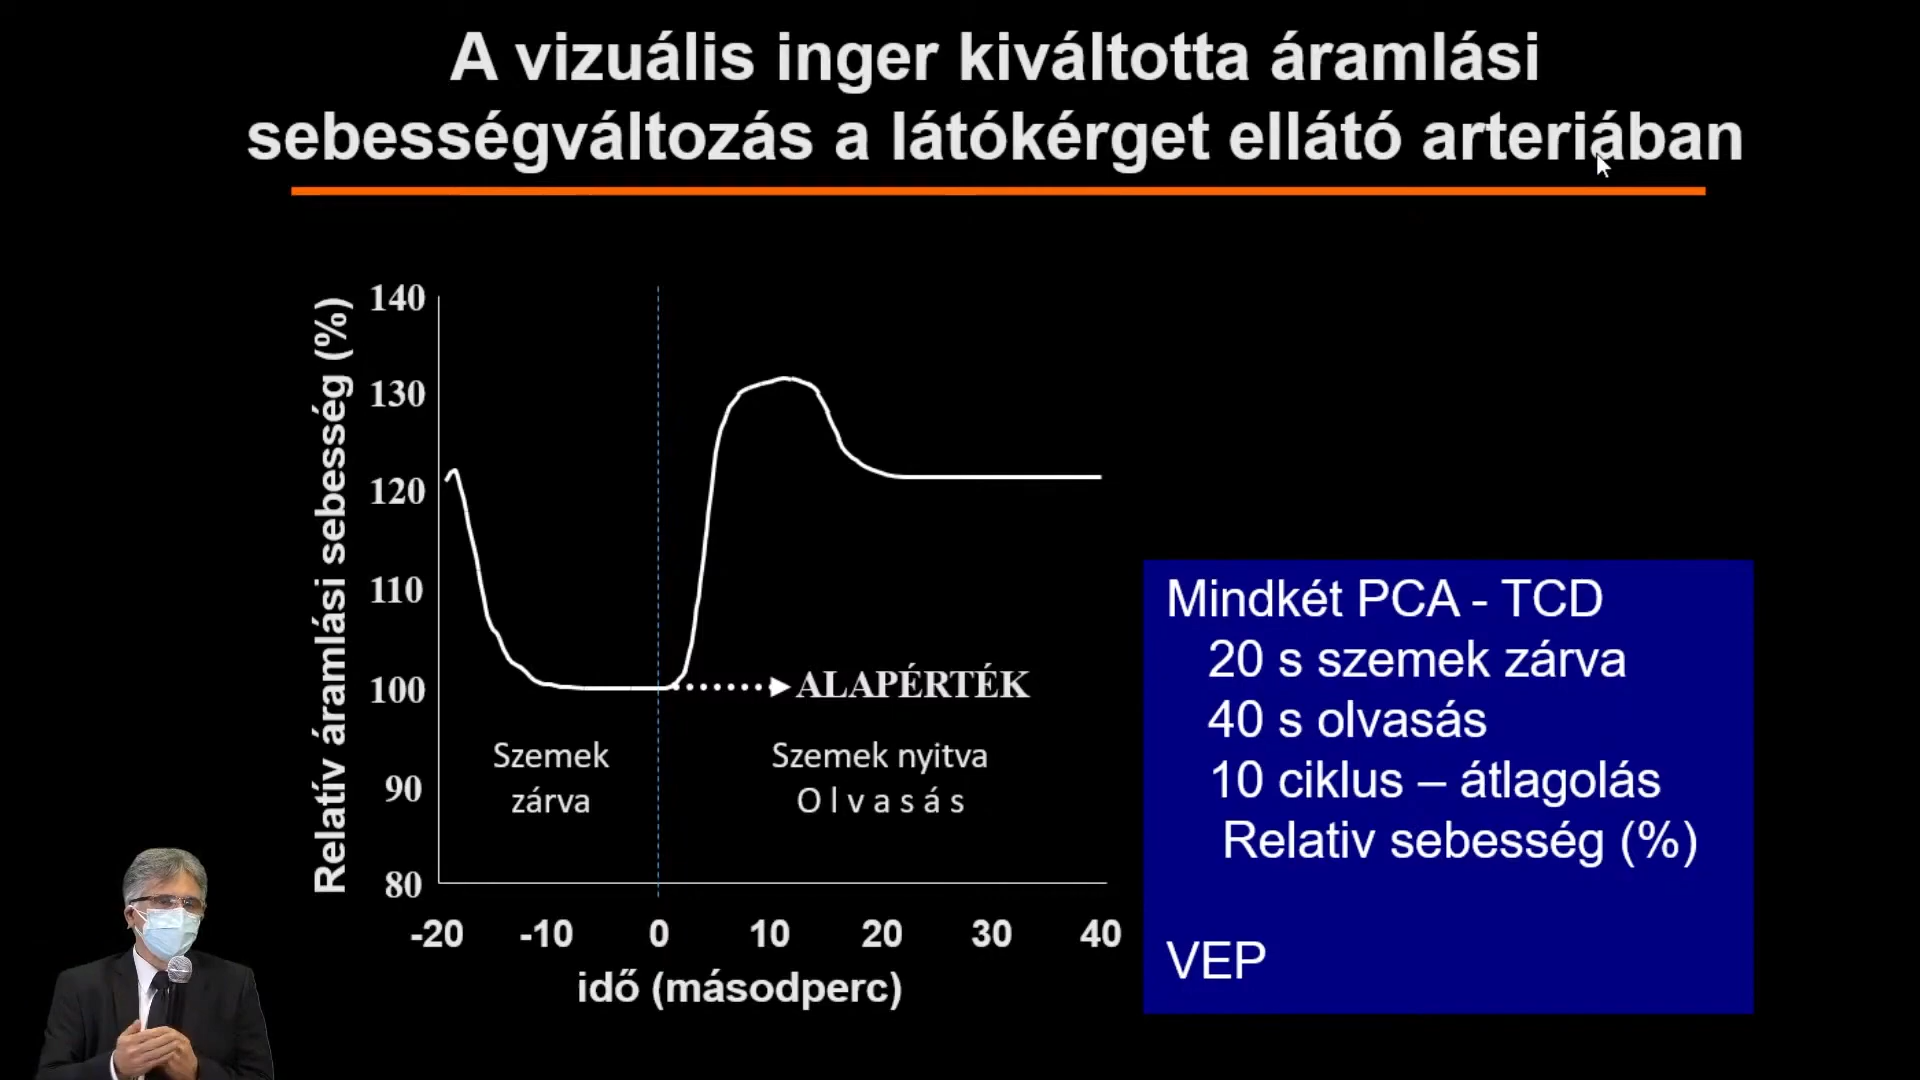 A vizuális inger kiváltotta áramlási
sebességváltozás a látókérget ellátó arteriában
Relatív áramlási sebesség (%)
140
130
120
110
100
90
80
ALAPÉRTÉK
Szemek
zárva
Szemek nyitva
O l v a s á s
-20 -10 0 10 20 30 40
idő (másodperc)
Mindkét PCA - TCD
20 s szemek zárva
40 s olvasás
10 ciklus – átlagolás
Relativ sebesség (%)
VEP